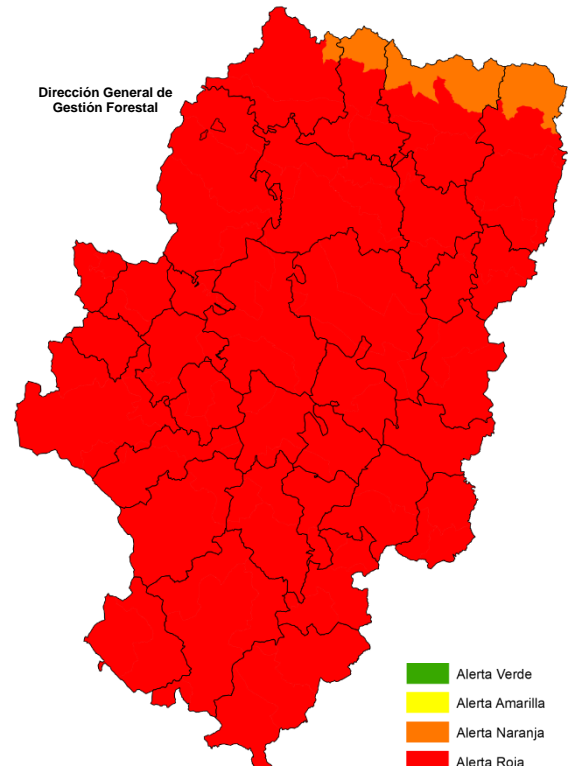 Dirección General de
Gestión Forestal
Alerta Verde
Alerta Amarilla
Alerta Naranja
Alerta Roja